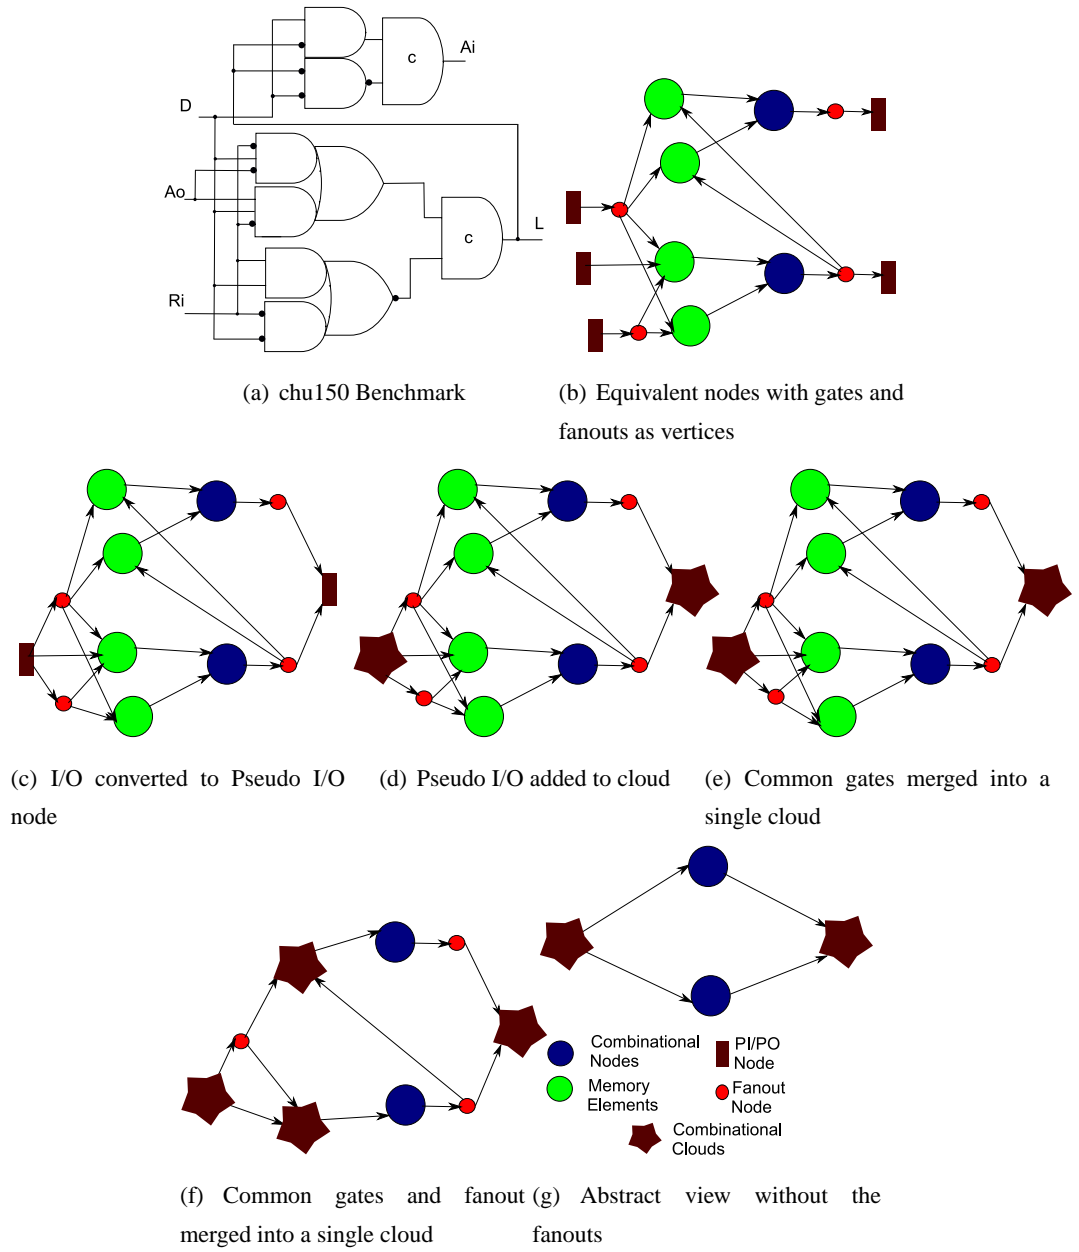 c
Ai
D
Ao
c
L
Ri
(a) chu150 Benchmark
(b) Equivalent nodes with gates and
fanouts as vertices
(c) I/O converted to Pseudo I/O
node
(d) Pseudo I/O added to cloud
(e) Common gates merged into a
single cloud
Combinational
Nodes
PI/PO
Node
Memory
Elements
Fanout
Node
Combinational
Clouds
(f) Common gates and fanout
merged into a single cloud
(g) Abstract view without the
fanouts